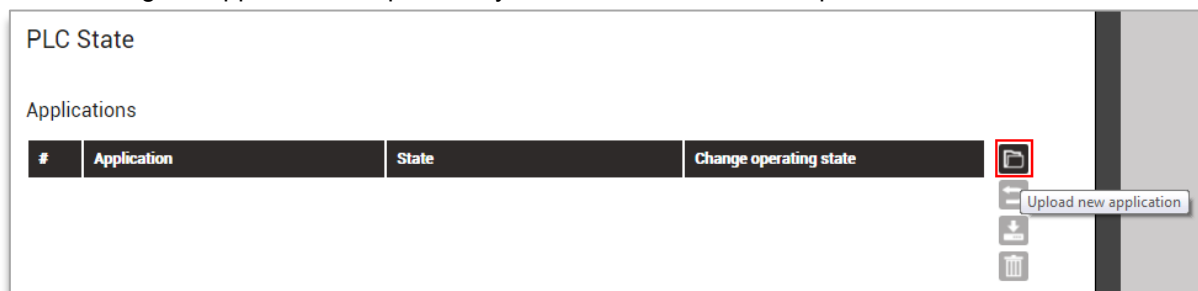 PLC State
Applications
# Application State Change operating state
Upload new application